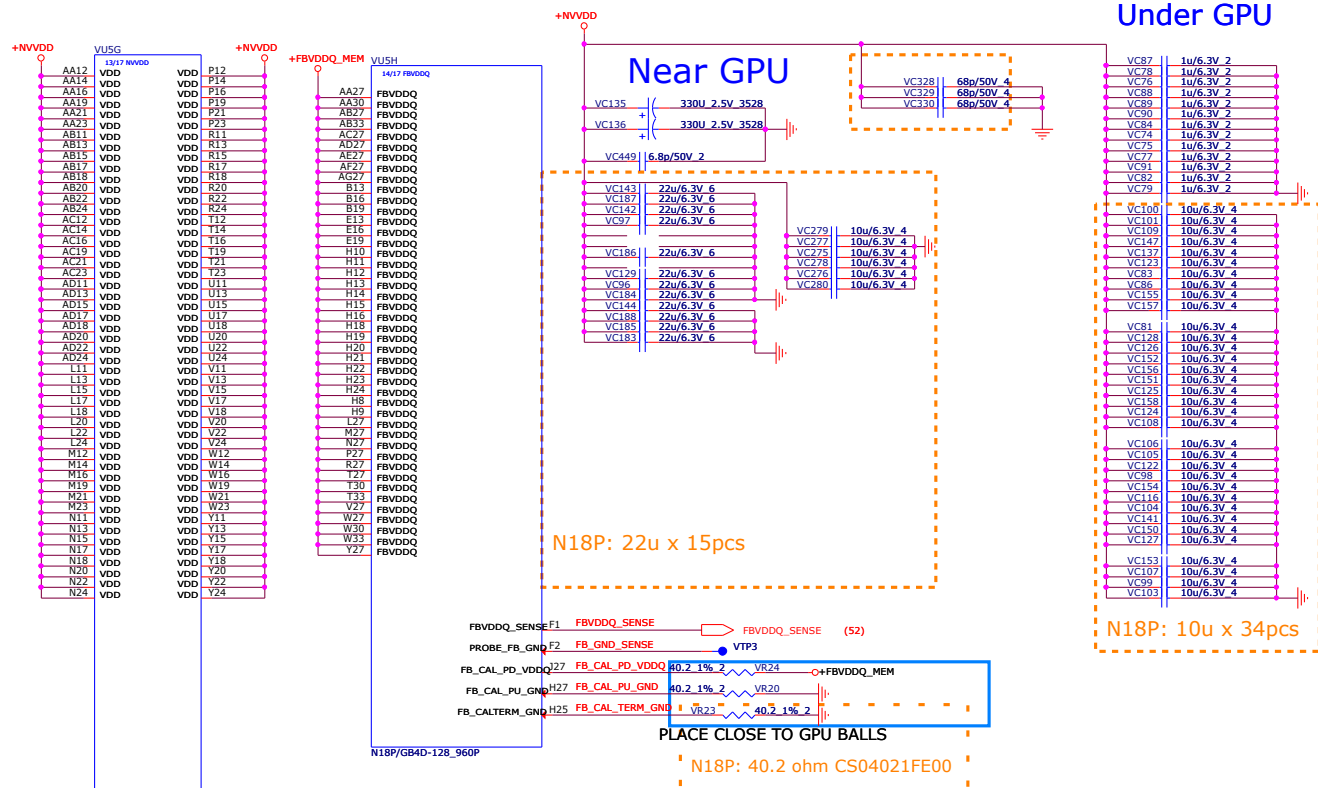 Under GPU
+NVVDD
+NVVDD
VU5G
+NVVDD
13/17 NVVDD
AA12 VDD VDD P12
AA14 VDD VDD P14
AA16 VDD VDD P16
AA19 VDD VDD P19
AA21 VDD VDD P21
AA23 VDD VDD P23
AB11 VDD VDD R11
AB13 VDD VDD R13
AB15 VDD VDD R15
AB17 VDD VDD R17
AB18 VDD VDD R18
AB20 VDD VDD R20
AB22 VDD VDD R22
AB24 VDD VDD R24
AC12 VDD VDD T12
AC14 VDD VDD T14
AC16 VDD VDD T16
AC19 VDD VDD T19
AC21 VDD VDD T21
AC23 VDD VDD T23
AD11 VDD VDD U11
AD13 VDD VDD U13
AD15 VDD VDD U15
AD17 VDD VDD U17
AD18 VDD VDD U18
AD20 VDD VDD U20
AD22 VDD VDD U22
AD24 VDD VDD U24
L11 VDD VDD V11
L13 VDD VDD V13
L15 VDD VDD V15
L17 VDD VDD V17
L18 VDD VDD V18
L20 VDD VDD V20
L22 VDD VDD V22
L24 VDD VDD V24
M12 VDD VDD W12
M14 VDD VDD W14
M16 VDD VDD W16
M19 VDD VDD W19
M21 VDD VDD W21
M23 VDD VDD W23
N11 VDD VDD Y11
N13 VDD VDD Y13
N15 VDD VDD Y15
N17 VDD VDD Y17
N18 VDD VDD Y18
N20 VDD VDD Y20
N22 VDD VDD Y22
N24 VDD VDD Y24
+FBVDDQ_MEM
VU5H
14/17 FBVDDQ
AA27 FBVDDQ
AA30 FBVDDQ
AB27 FBVDDQ
AB33 FBVDDQ
AC27 FBVDDQ
AD27 FBVDDQ
AE27 FBVDDQ
AF27 FBVDDQ
AG27 FBVDDQ
B13 FBVDDQ
B16 FBVDDQ
B19 FBVDDQ
E13 FBVDDQ
E16 FBVDDQ
E19 FBVDDQ
H10 FBVDDQ
H11 FBVDDQ
H12 FBVDDQ
H13 FBVDDQ
H14 FBVDDQ
H15 FBVDDQ
H16 FBVDDQ
H18 FBVDDQ
H19 FBVDDQ
H20 FBVDDQ
H21 FBVDDQ
H22 FBVDDQ
H23 FBVDDQ
H24 FBVDDQ
H8 FBVDDQ
H9 FBVDDQ
L27 FBVDDQ
M27 FBVDDQ
N27 FBVDDQ
P27 FBVDDQ
R27 FBVDDQ
T27 FBVDDQ
T30 FBVDDQ
T33 FBVDDQ
V27 FBVDDQ
W27 FBVDDQ
W30 FBVDDQ
W33 FBVDDQ
Y27 FBVDDQ
FBVDDQ_SENSE F1 FBVDDQ_SENSE FBVDDQ_SENSE (52)
PROBE_FB_GND F2 FB_GND_SENSE VTP3
FB_CAL_PD_VDDQ J27 FB_CAL_PD_VDDQ 40.2_1%_2 VR24 +FBVDDQ_MEM
FB_CAL_PU_GND H27 FB_CAL_PU_GND 40.2_1%_2 VR20
FB_CALTERM_GND H25 FB_CAL_TERM_GND VR23 40.2_1%_2
PLACE CLOSE TO GPU BALLS
N18P/GB4D-128_960P
N18P: 40.2 ohm CS04021FE00
Near GPU
VC135 330U_2.5V_3528
+
VC136 330U_2.5V_3528
+
VC449 6.8p/50V_2
VC328 68p/50V_4
VC329 68p/50V_4
VC330 68p/50V_4
VC143 22u/6.3V_6
VC187 22u/6.3V_6
VC142 22u/6.3V_6
VC97 22u/6.3V_6
VC186 22u/6.3V_6
VC129 22u/6.3V_6
VC96 22u/6.3V_6
VC184 22u/6.3V_6
VC144 22u/6.3V_6
VC188 22u/6.3V_6
VC185 22u/6.3V_6
VC183 22u/6.3V_6
VC279 10u/6.3V_4
VC277 10u/6.3V_4
VC275 10u/6.3V_4
VC278 10u/6.3V_4
VC276 10u/6.3V_4
VC280 10u/6.3V_4
N18P: 22u x 15pcs
VC87 1u/6.3V_2
VC78 1u/6.3V_2
VC76 1u/6.3V_2
VC88 1u/6.3V_2
VC89 1u/6.3V_2
VC90 1u/6.3V_2
VC84 1u/6.3V_2
VC74 1u/6.3V_2
VC75 1u/6.3V_2
VC77 1u/6.3V_2
VC91 1u/6.3V_2
VC82 1u/6.3V_2
VC79 1u/6.3V_2
VC100 10u/6.3V_4
VC101 10u/6.3V_4
VC109 10u/6.3V_4
VC147 10u/6.3V_4
VC137 10u/6.3V_4
VC123 10u/6.3V_4
VC83 10u/6.3V_4
VC86 10u/6.3V_4
VC155 10u/6.3V_4
VC157 10u/6.3V_4
VC81 10u/6.3V_4
VC128 10u/6.3V_4
VC126 10u/6.3V_4
VC152 10u/6.3V_4
VC156 10u/6.3V_4
VC151 10u/6.3V_4
VC125 10u/6.3V_4
VC158 10u/6.3V_4
VC124 10u/6.3V_4
VC108 10u/6.3V_4
VC106 10u/6.3V_4
VC105 10u/6.3V_4
VC122 10u/6.3V_4
VC98 10u/6.3V_4
VC154 10u/6.3V_4
VC116 10u/6.3V_4
VC104 10u/6.3V_4
VC141 10u/6.3V_4
VC150 10u/6.3V_4
VC127 10u/6.3V_4
VC153 10u/6.3V_4
VC107 10u/6.3V_4
VC99 10u/6.3V_4
VC103 10u/6.3V_4
N18P: 10u x 34pcs